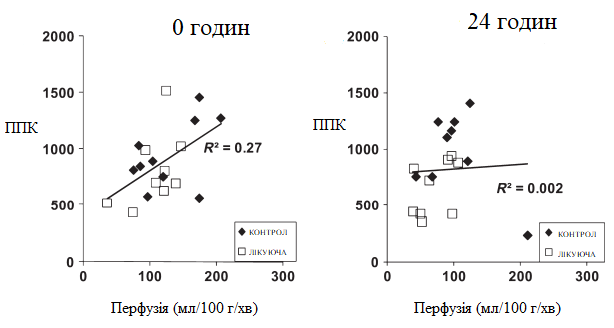 0 годин
2000
1500
ППК
1000
500
0
R² = 0.27
КОНТРОЛ
ЛІКУЮЧА
0
100
200
300
Перфузія (мл/100 г/хв)
24 годин
2000
1500
ППК
1000
500
0
R² = 0.002
КОНТРОЛ
ЛІКУЮЧА
0
100
200
300
Перфузія (мл/100 г/хв)